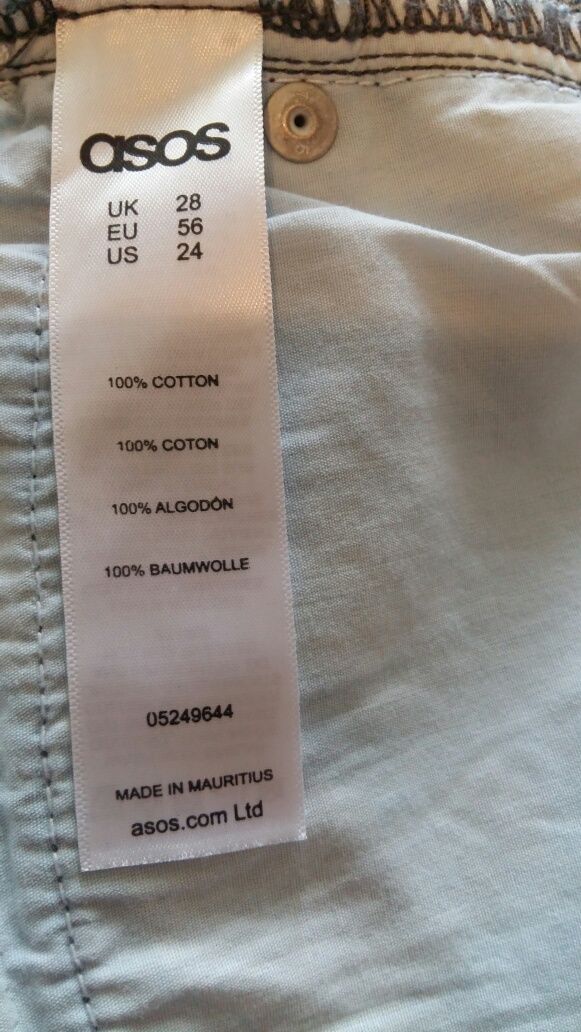 asos
UK 28
EU 56
US 24
100% COTTON
100% COTON
100% ALGODÓN
100% BAUMWOLLE
05249644
MADE IN MAURITIUS
asos.com Ltd